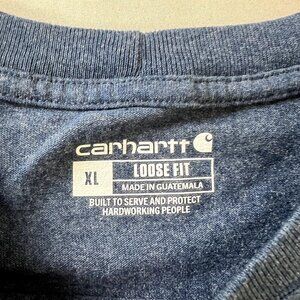 carhartt
XL LOOSE FIT
MADE IN GUATEMALA
BUILT TO SERVE AND PROTECT
HARDWORKING PEOPLE